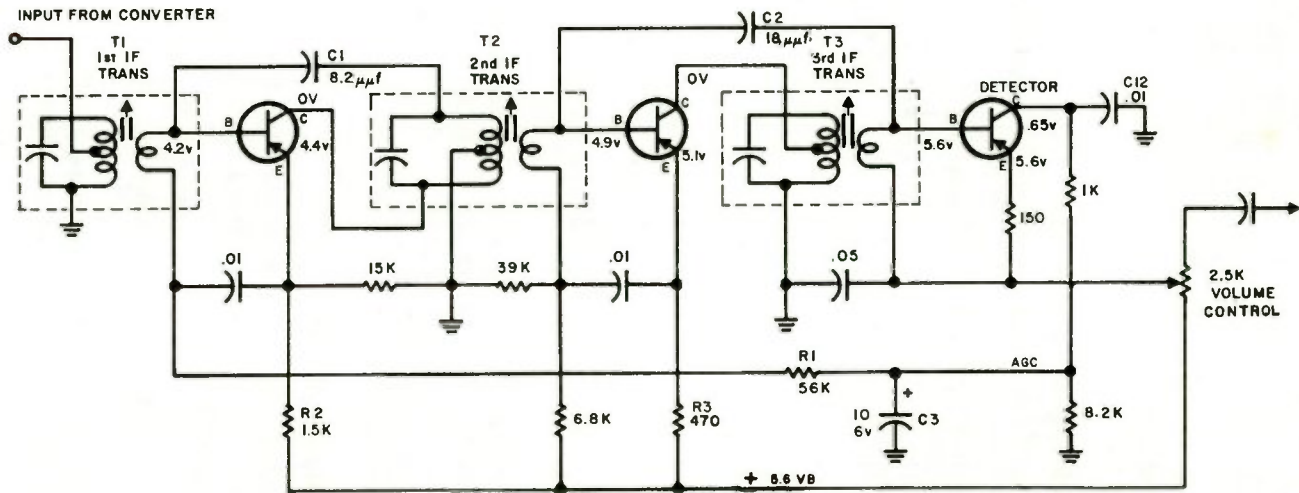 INPUT FROM CONVERTER
T1
1st IF
TRANS
C1
8.2µµf
T2
2nd IF
TRANS
C2
18µµf
T3
3rd IF
TRANS
DETECTOR
C12
.01
0V
C
B
4.2v
4.4v
E
0V
C
B
4.9v
5.1v
E
C
.65v
B
5.6v
5.6v
E
150
1K
.01
15K
39K
.01
.05
2.5K
VOLUME
CONTROL
R1
56K
AGC
R2
1.5K
6.8K
R3
470
+
10
6v
C3
8.2K
+ 5.6 VB